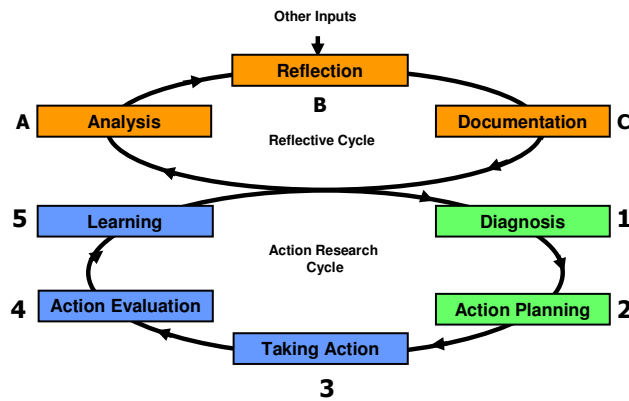 Other Inputs
Reflection
B
A
Analysis
Documentation
C
Reflective Cycle
5
Learning
Diagnosis
1
Action Research
Cycle
4
Action Evaluation
Action Planning
2
Taking Action
3